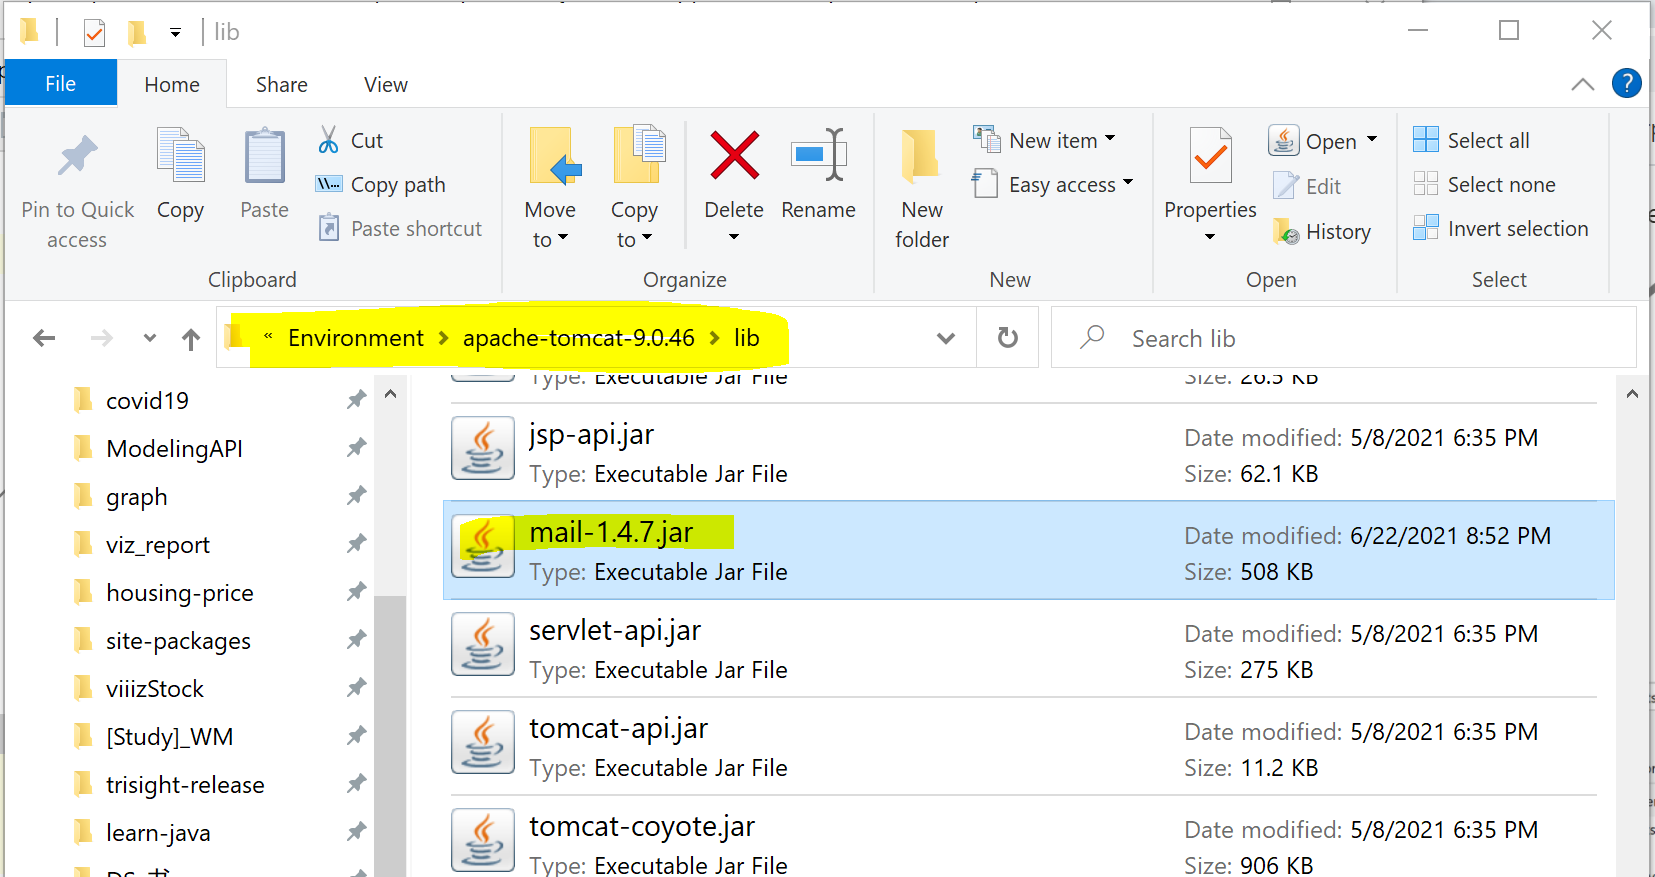 lib
File
Home
Share
View
Pin to Quick
access
Copy
Paste
Cut
Copy path
Paste shortcut
Clipboard
Move
to
Copy
to
Delete
Rename
Organize
New
folder
New item
Easy access
New
Properties
Open
Edit
History
Open
Select all
Select none
Invert selection
Select
« Environment > apache-tomcat-9.0.46 > lib
Search lib
covid19
ModelingAPI
graph
viz_report
housing-price
site-packages
viiizStock
[Study]_WM
trisight-release
learn-java
Type: Executable Jar File
Size: 26.5 KB
jsp-api.jar
Date modified: 5/8/2021 6:35 PM
Type: Executable Jar File
Size: 62.1 KB
mail-1.4.7.jar
Date modified: 6/22/2021 8:52 PM
Type: Executable Jar File
Size: 508 KB
servlet-api.jar
Date modified: 5/8/2021 6:35 PM
Type: Executable Jar File
Size: 275 KB
tomcat-api.jar
Date modified: 5/8/2021 6:35 PM
Type: Executable Jar File
Size: 11.2 KB
tomcat-coyote.jar
Date modified: 5/8/2021 6:35 PM
Type: Executable Jar File
Size: 906 KB